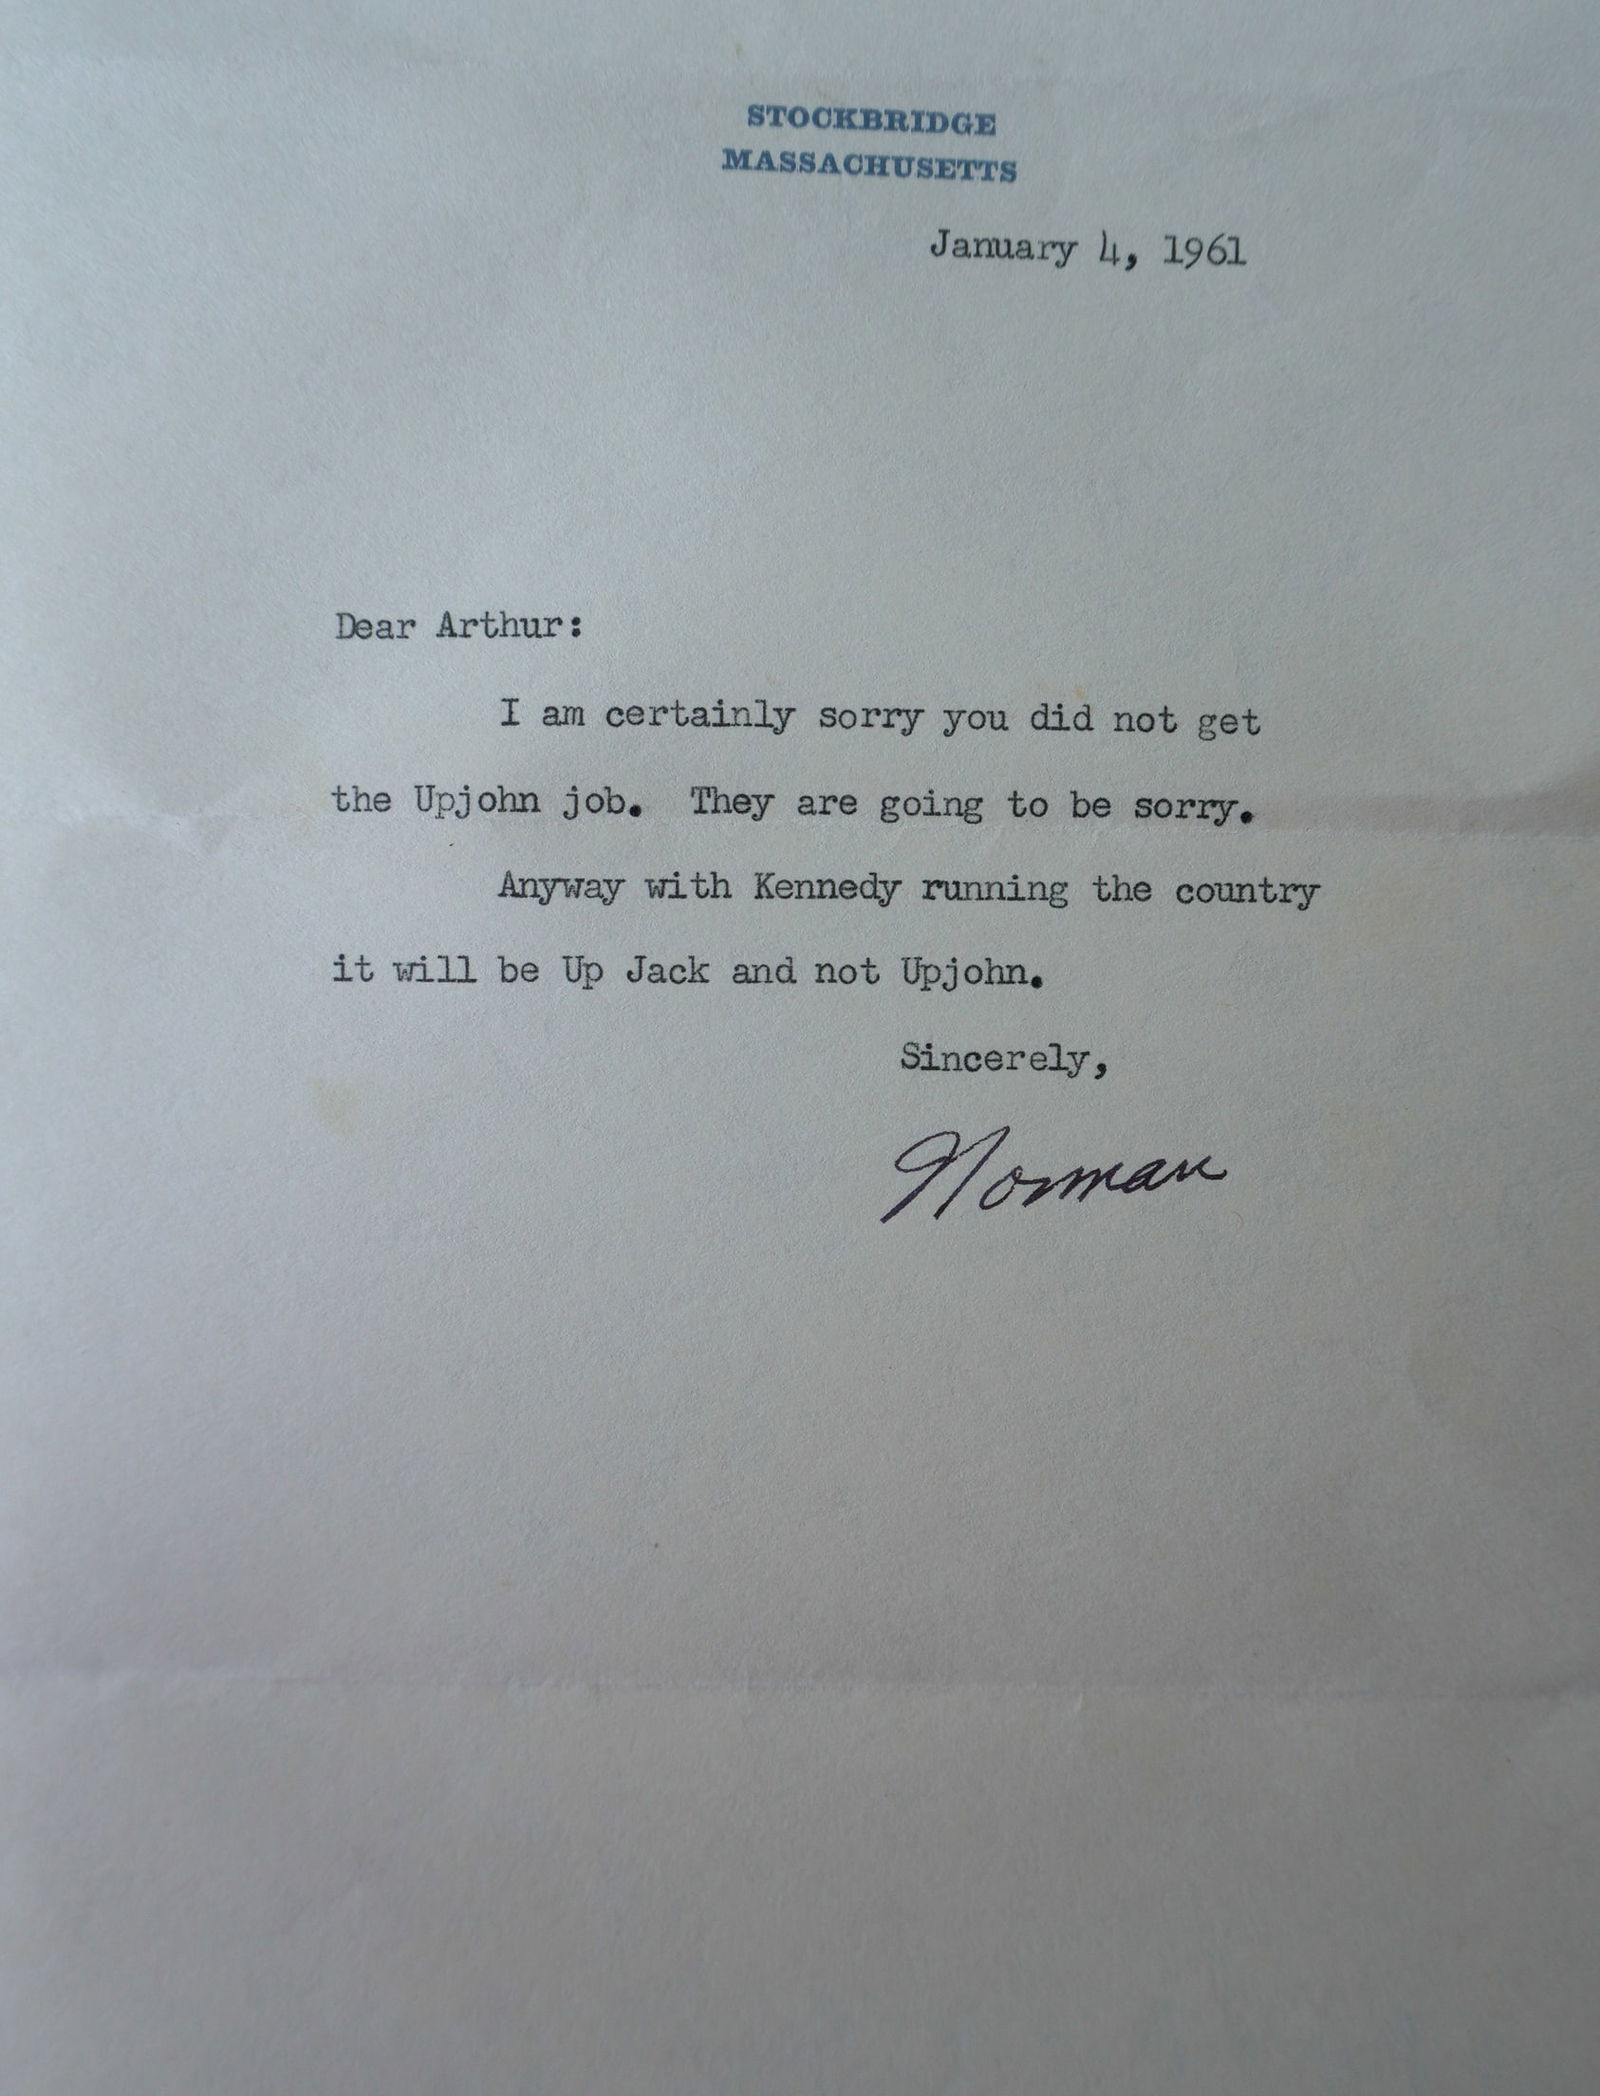 STOCKBRIDGE
MASSACHUSETTS
January 4, 1961
Dear Arthur:
I am certainly sorry you did not get
the Upjohn job. They are going to be sorry.
Anyway with Kennedy running the country
it will be Up Jack and not Upjohn.
Sincerely,
Norman